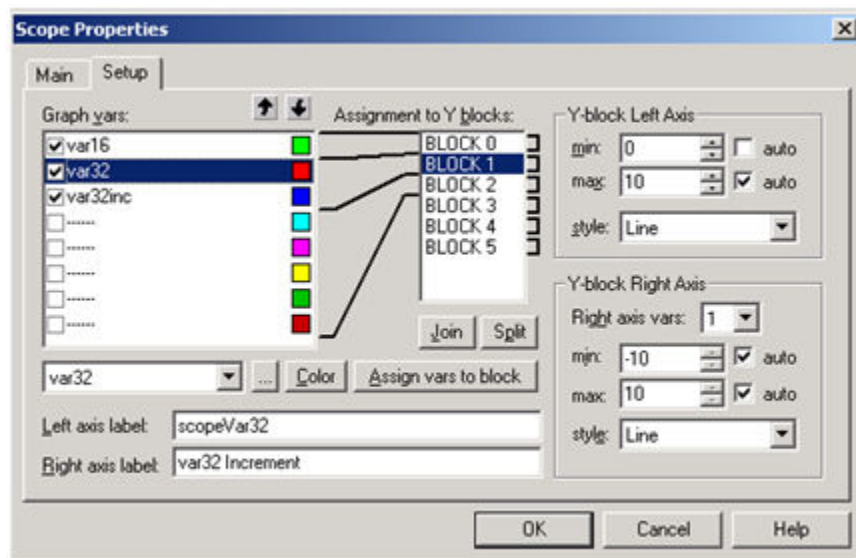 Scope Properties
Main Setup
Graph vars:
var16
var32
var32inc
------
------
------
------
------
Assignment to Y blocks:
BLOCK 0
BLOCK 1
BLOCK 2
BLOCK 3
BLOCK 4
BLOCK 5
Join Split
var32 ... Color Assign vars to block
Left axis label: scopeVar32
Right axis label: var32 Increment
Y-block Left Axis
min: 0 auto
max: 10 auto
style: Line
Y-block Right Axis
Right axis vars: 1
min: -10 auto
max: 10 auto
style: Line
OK Cancel Help